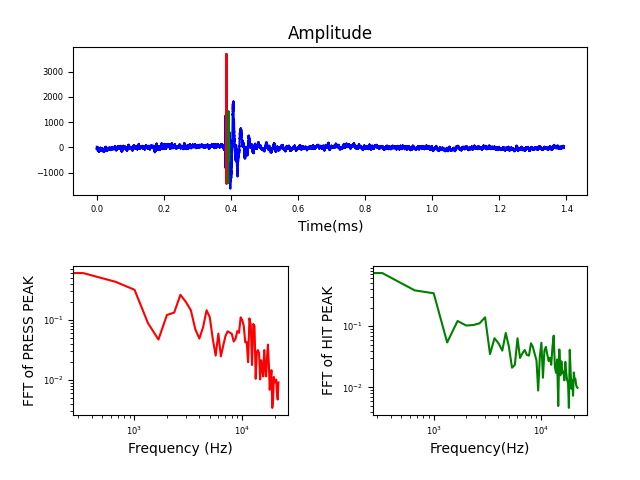 Amplitude
3000
2000
1000
0
−1000
0.0 0.2 0.4 0.6 0.8 1.0 1.2 1.4
Time(ms)
FFT of PRESS PEAK
10⁻¹
10⁻²
10³ 10⁴
Frequency (Hz)
FFT of HIT PEAK
10⁻¹
10⁻²
10³ 10⁴
Frequency(Hz)